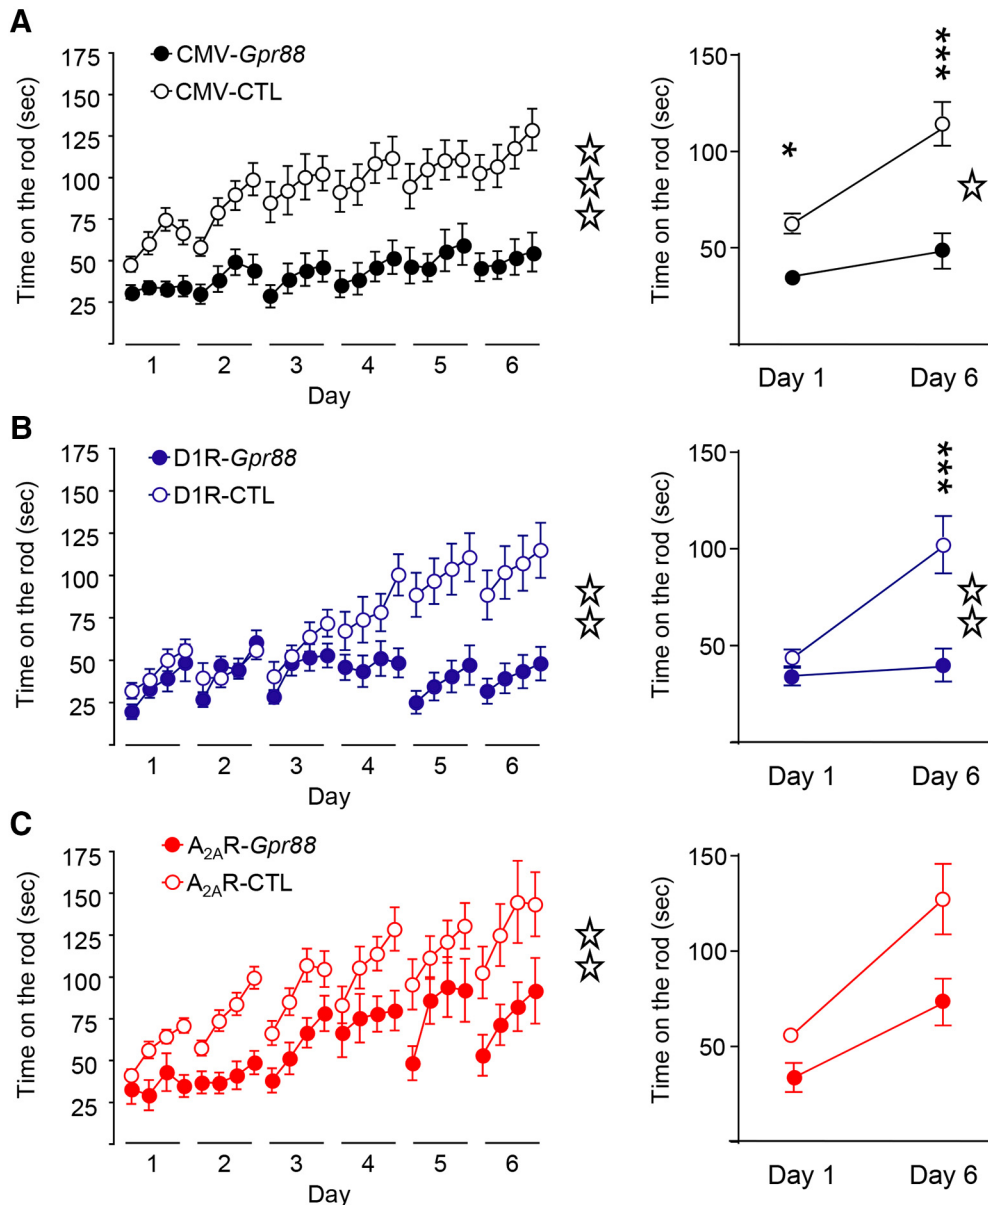 A
CMV-Gpr88
CMV-CTL
Time on the rod (sec)
175
150
125
100
75
50
25
1 2 3 4 5 6
Day
☆☆☆
Time on the rod (sec)
150
100
50
*
***
☆
Day 1 Day 6
B
D1R-Gpr88
D1R-CTL
Time on the rod (sec)
175
150
125
100
75
50
25
1 2 3 4 5 6
Day
☆☆
Time on the rod (sec)
150
100
50
***
☆☆
Day 1 Day 6
C
A2AR-Gpr88
A2AR-CTL
Time on the rod (sec)
175
150
125
100
75
50
25
1 2 3 4 5 6
Day
☆☆
Time on the rod (sec)
150
100
50
Day 1 Day 6